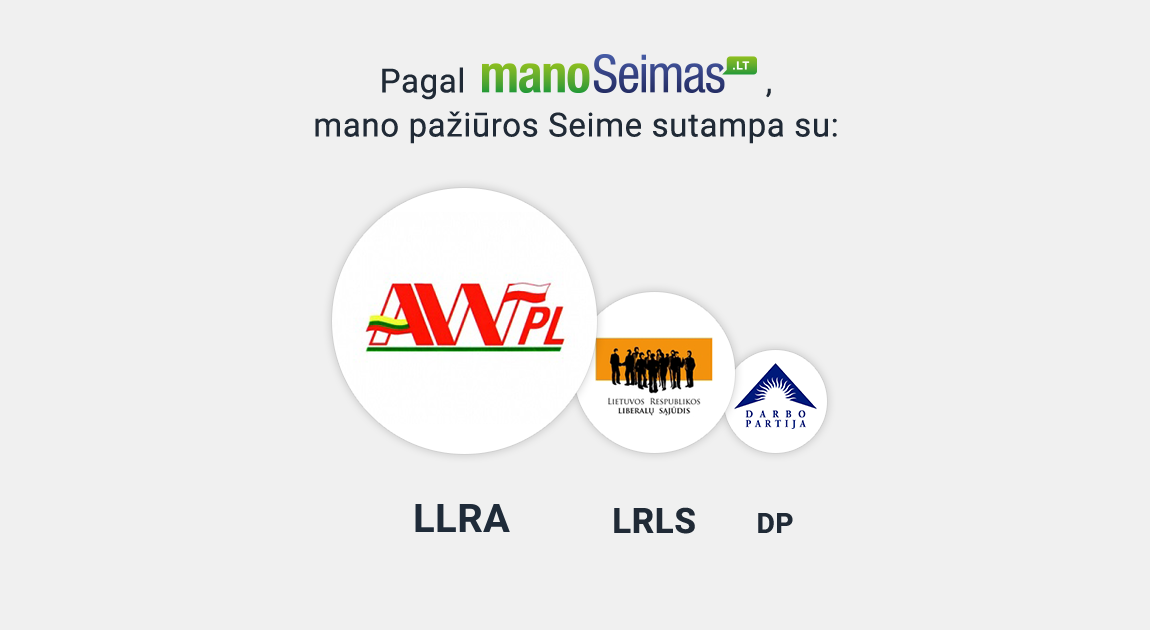 Pagal manoSeimas.LT,
mano pažiūros Seime sutampa su:
AWPL
LIETUVOS RESPUBLIKOS
LIBERALŲ SĄJŪDIS
DARBO
PARTIJA
LLRA
LRLS
DP